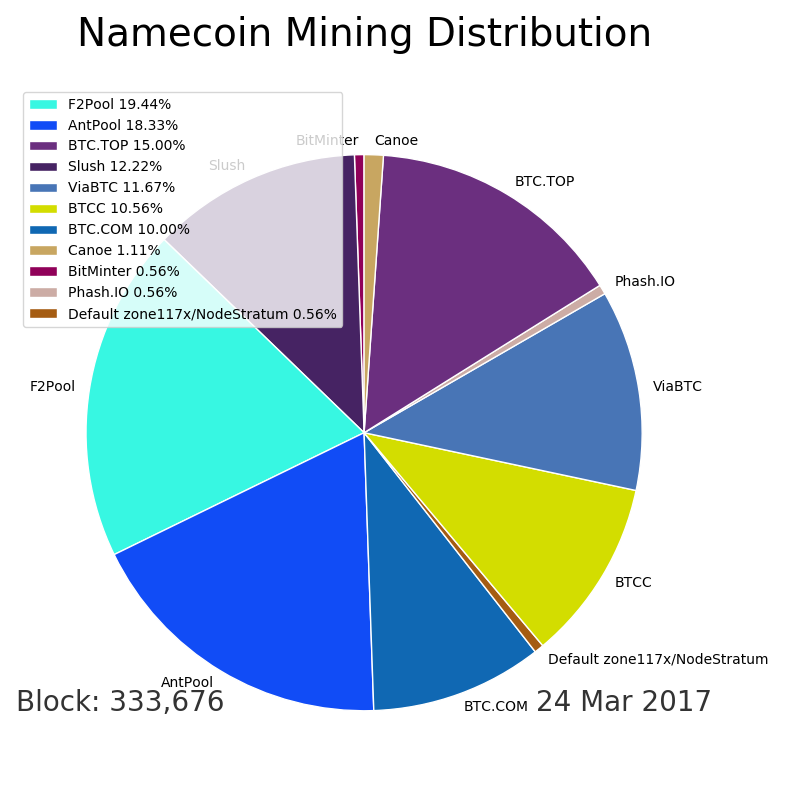 Namecoin Mining Distribution
F2Pool 19.44%
AntPool 18.33%
BTC.TOP 15.00%
Slush 12.22%
ViaBTC 11.67%
BTCC 10.56%
BTC.COM 10.00%
Canoe 1.11%
BitMinter 0.56%
Phash.IO 0.56%
Default zone117x/NodeStratum 0.56%
BitMinter
Canoe
Slush
BTC.TOP
Phash.IO
F2Pool
ViaBTC
BTCC
Default zone117x/NodeStratum
AntPool
BTC.COM
Block: 333,676
24 Mar 2017